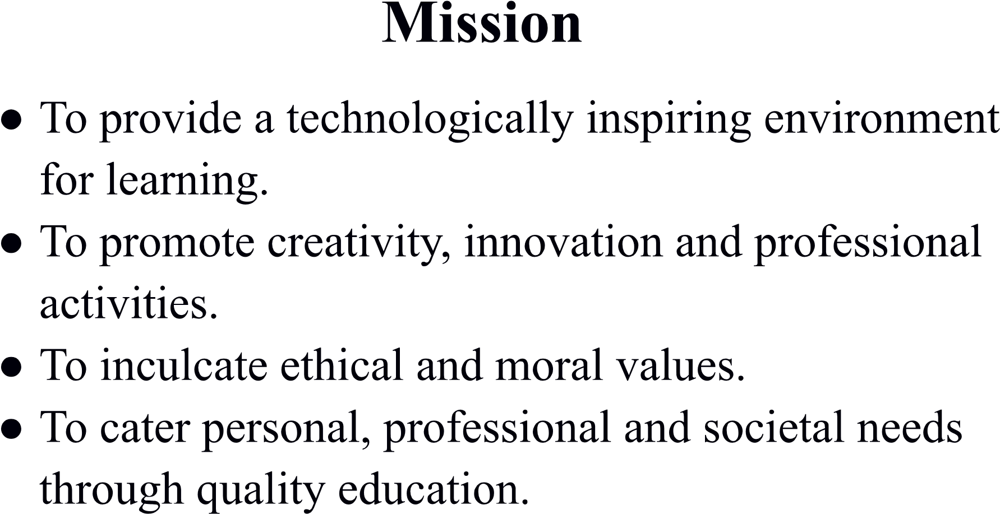 Mission
● To provide a technologically inspiring environment
for learning.
● To promote creativity, innovation and professional
activities.
● To inculcate ethical and moral values.
● To cater personal, professional and societal needs
through quality education.